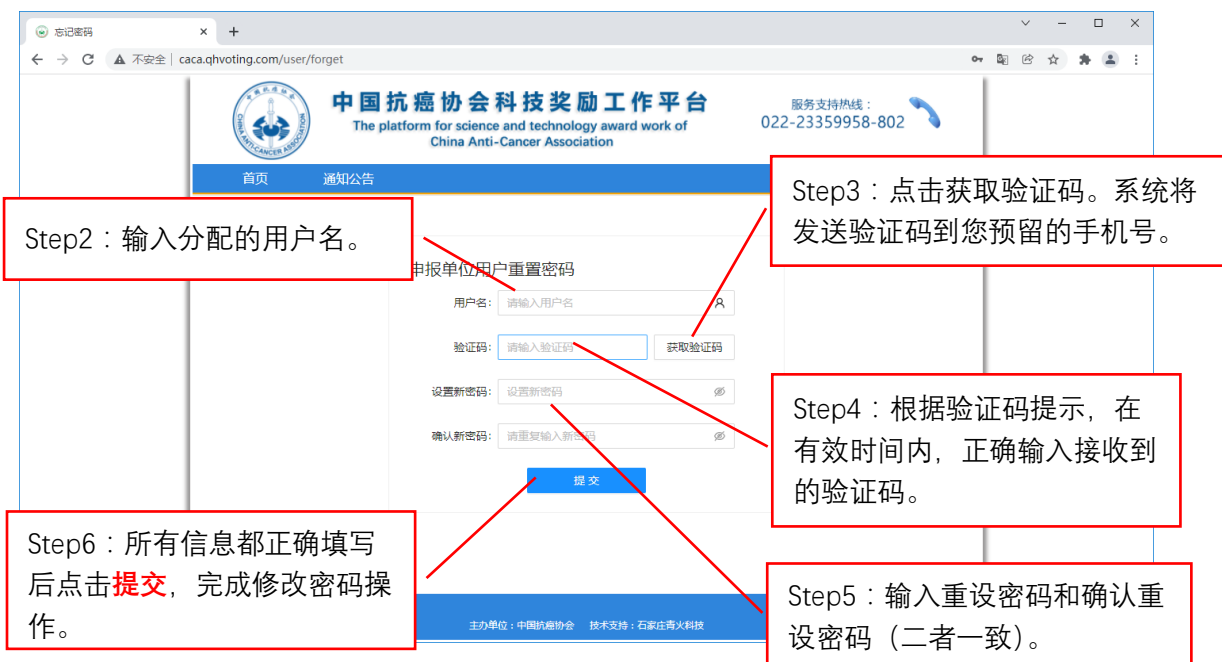 忘记密码
不安全 | caca.qhvoting.com/user/forget
中国抗癌协会科技奖励工作平台
The platform for science and technology award work of
China Anti-Cancer Association
服务支持热线：
022-23359958-802
CHINA ANTI-CANCER ASSOCIATION
首页 通知公告
Step3：点击获取验证码。系统将
发送验证码到您预留的手机号。
Step2：输入分配的用户名。
申报单位用户重置密码
用户名: 请输入用户名
验证码: 请输入验证码 获取验证码
设置新密码: 设置新密码
确认新密码: 请重复输入新密码
提 交
Step4：根据验证码提示，在
有效时间内，正确输入接收到
的验证码。
Step6：所有信息都正确填写
后点击提交，完成修改密码操
作。
Step5：输入重设密码和确认重
设密码（二者一致）。
主办单位：中国抗癌协会 技术支持：石家庄青火科技